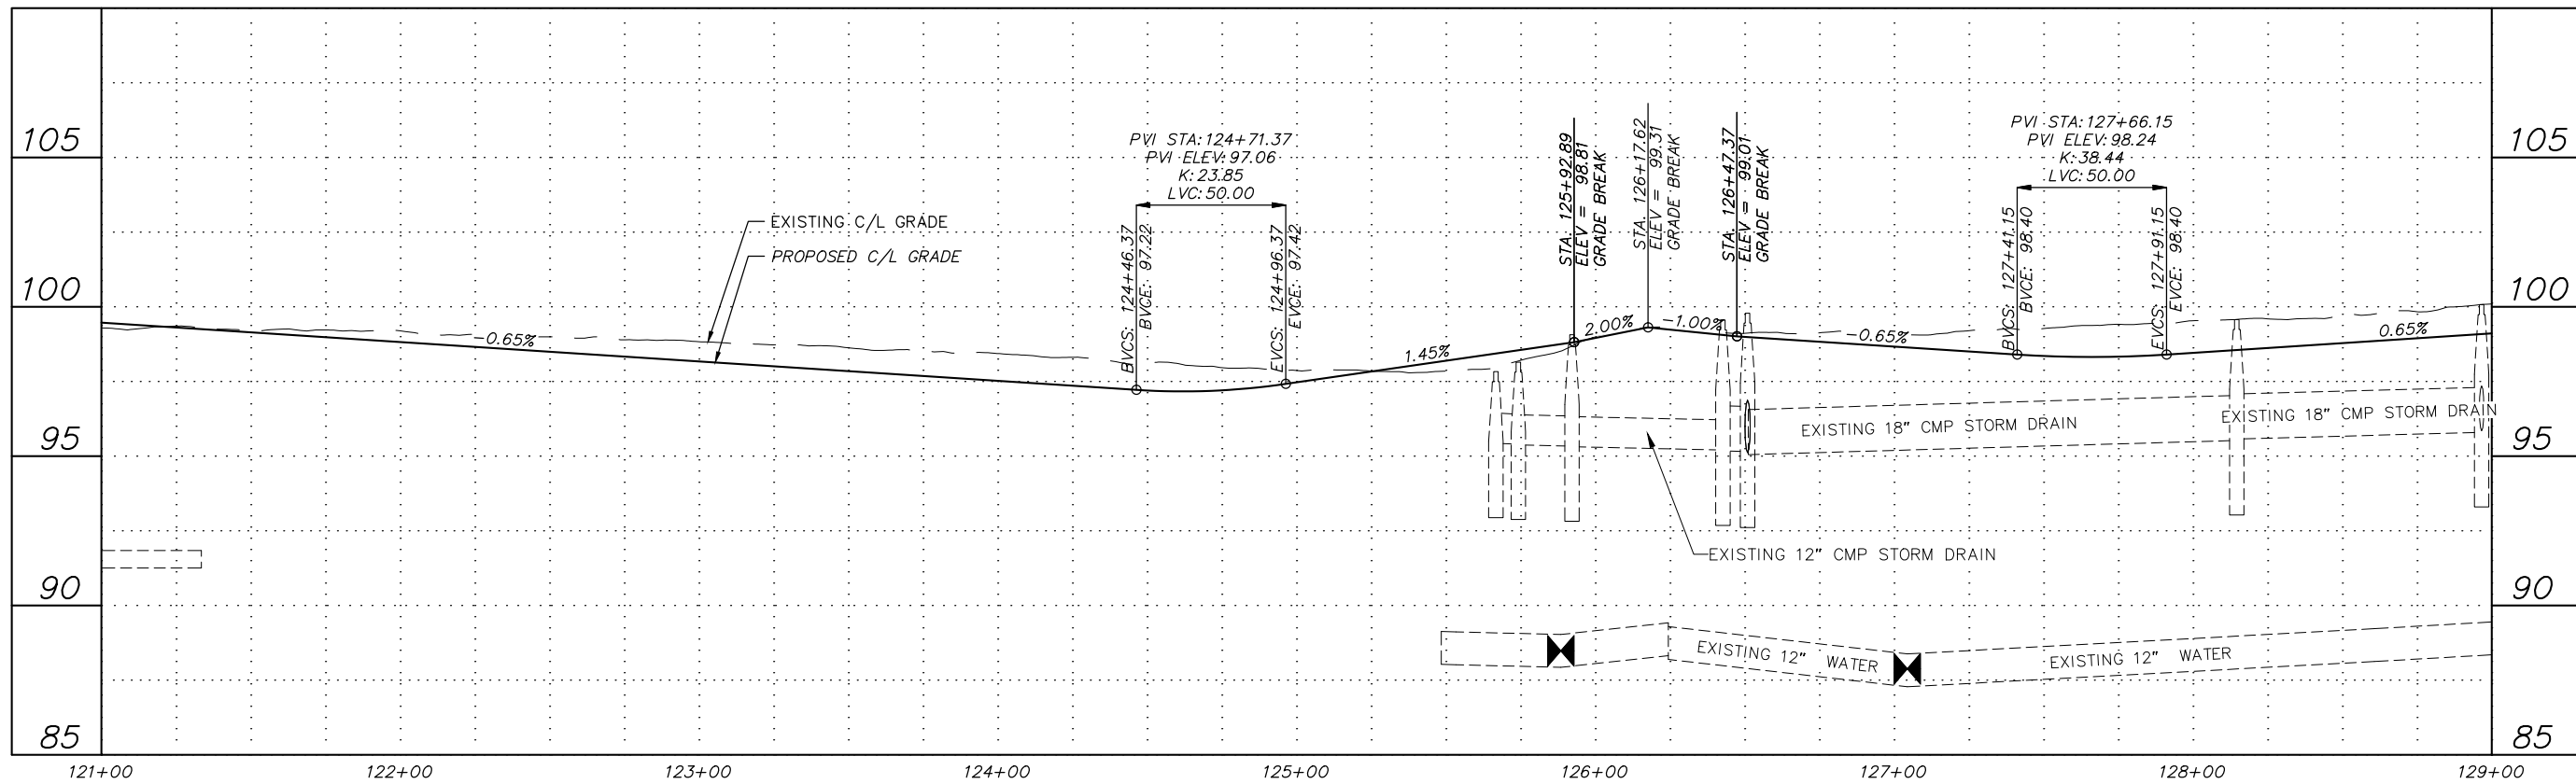 PVI STA: 124+71.37
PVI ELEV: 97.06
K: 23.85
LVC: 50.00
BVCS: 124+46.37
BVCE: 97.22
EVCS: 124+96.37
EVCE: 97.42
STA. 125+92.89
ELEV = 98.81
GRADE BREAK
STA. 126+17.62
ELEV = 99.31
GRADE BREAK
STA. 126+47.37
ELEV = 99.01
GRADE BREAK
PVI STA: 127+66.15
PVI ELEV: 98.24
K: 38.44
LVC: 50.00
BVCS: 127+41.15
BVCE: 98.40
EVCS: 127+91.15
EVCE: 98.40
105
105
EXISTING C/L GRADE
PROPOSED C/L GRADE
100
100
-0.65%
1.45%
2.00%
-1.00%
-0.65%
0.65%
EXISTING 18" CMP STORM DRAIN
EXISTING 18" CMP STORM DRAIN
95
95
EXISTING 12" CMP STORM DRAIN
90
90
EXISTING 12" WATER
EXISTING 12" WATER
85
85
121+00
122+00
123+00
124+00
125+00
126+00
127+00
128+00
129+00